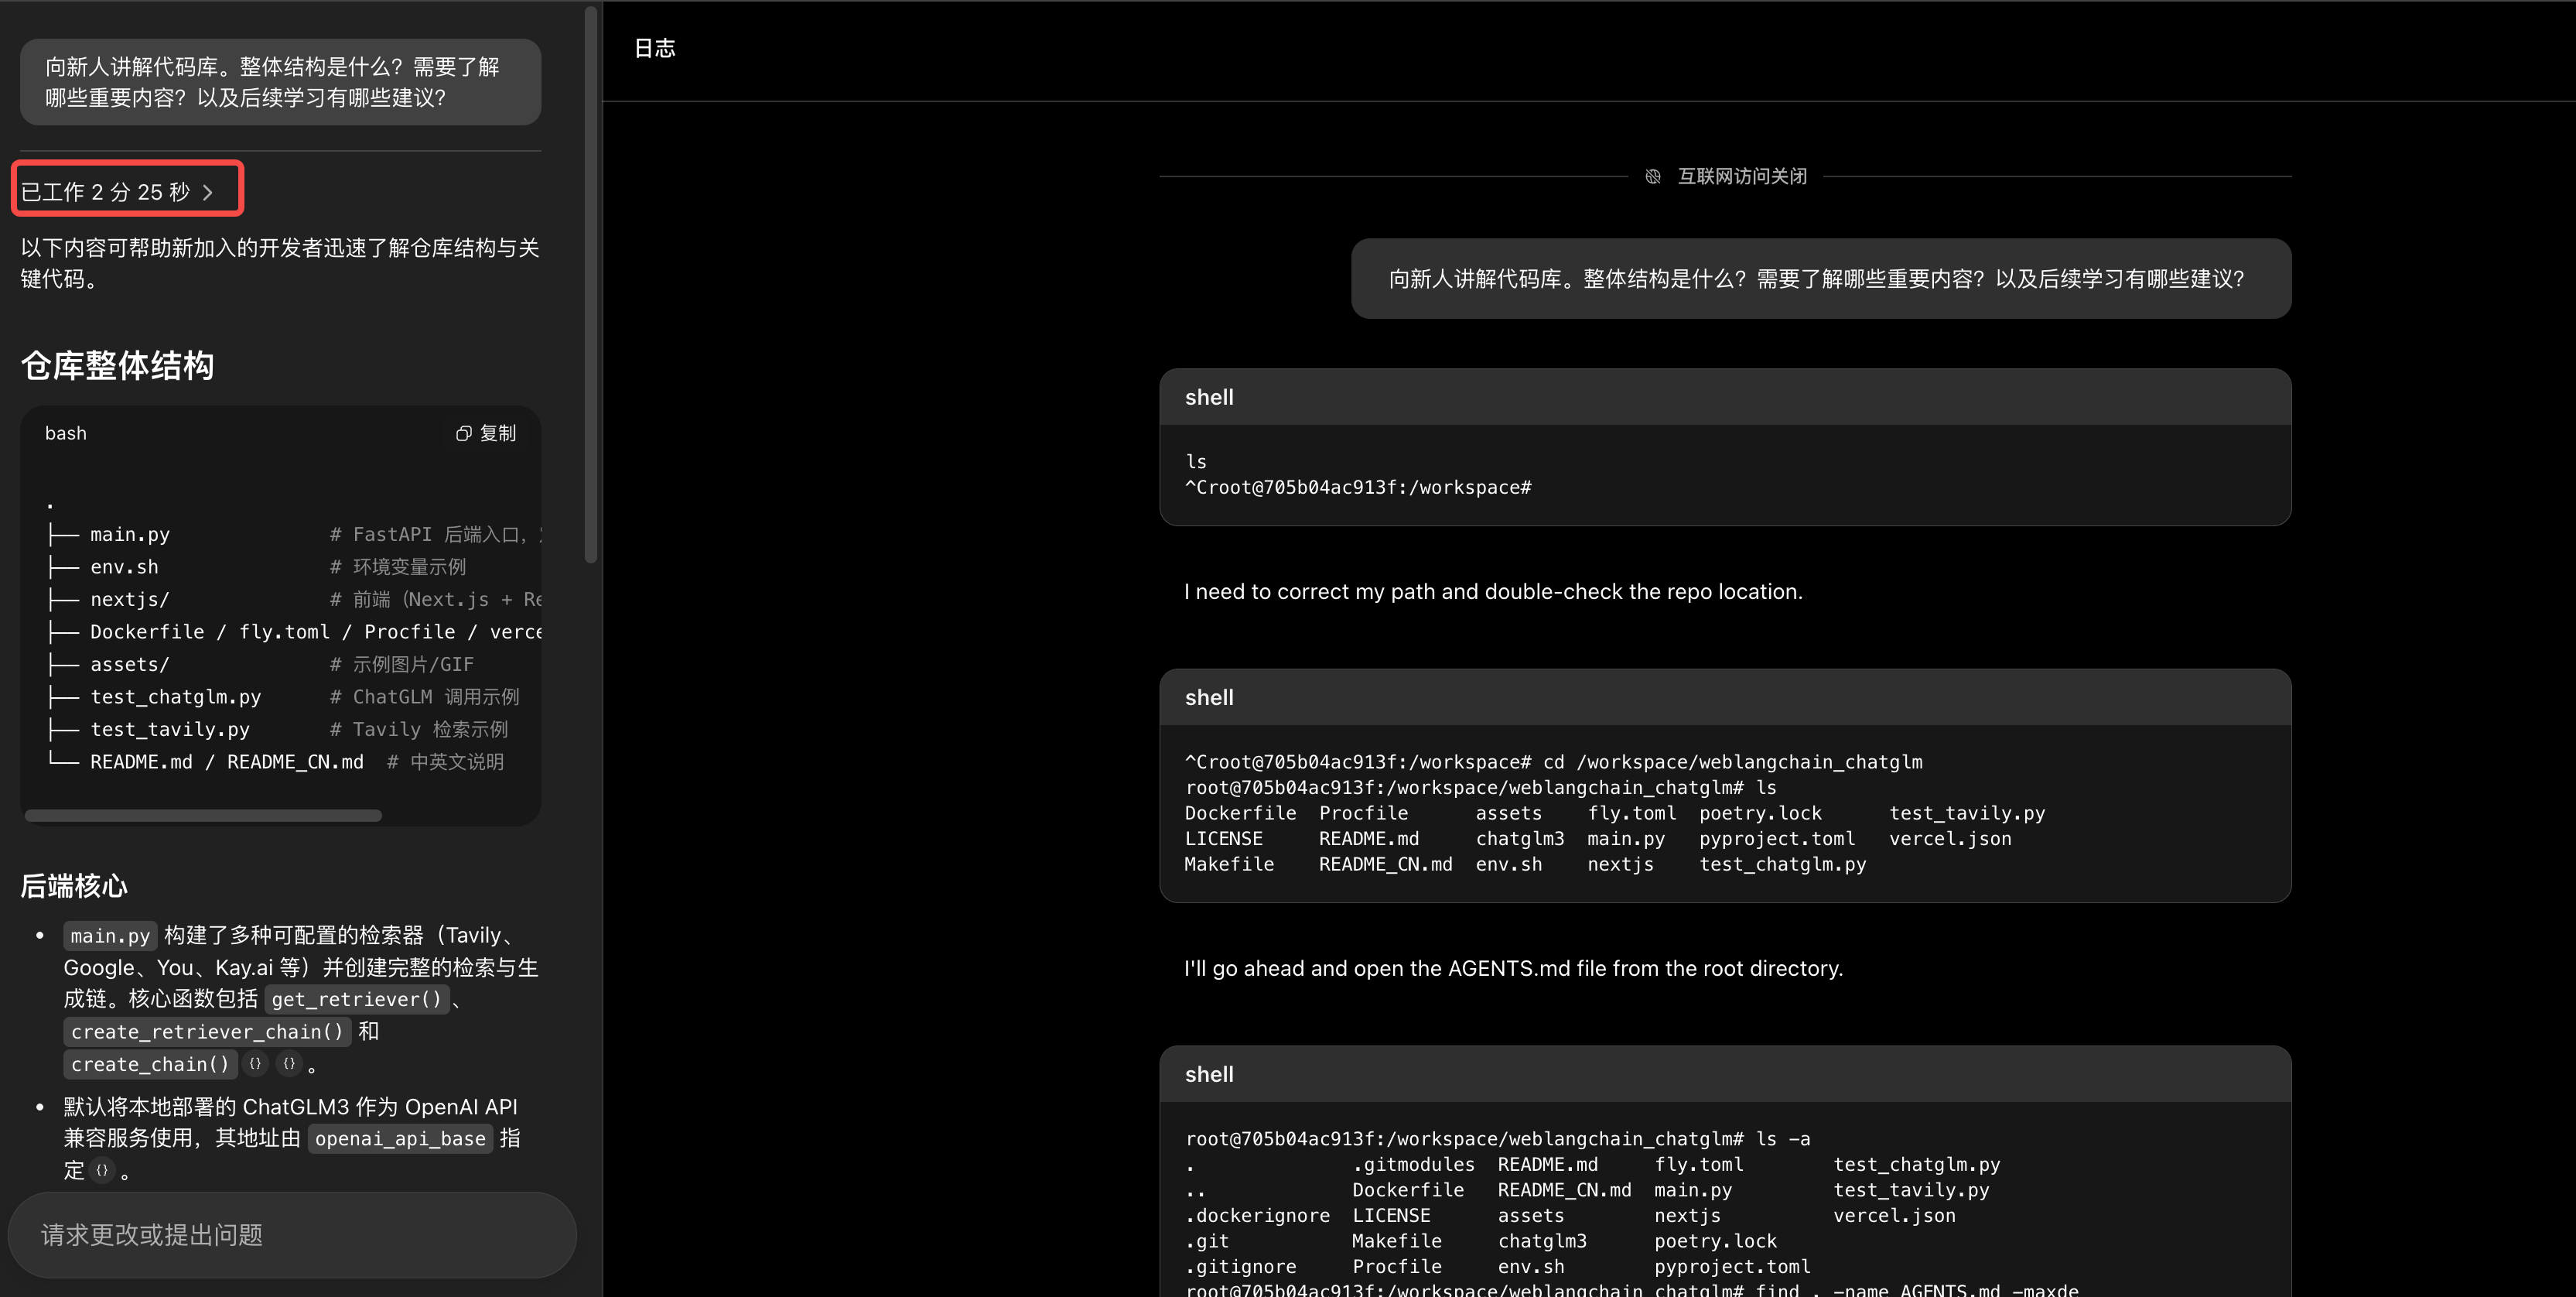 向新人讲解代码库。整体结构是什么？需要了解
哪些重要内容？以及后续学习有哪些建议？
已工作 2 分 25 秒
以下内容可帮助新加入的开发者迅速了解仓库结构与关
键代码。
仓库整体结构
bash
复制
.
├── main.py # FastAPI 后端入口，
├── env.sh # 环境变量示例
├── nextjs/ # 前端（Next.js + Re
├── Dockerfile / fly.toml / Procfile / verce
├── assets/ # 示例图片/GIF
├── test_chatglm.py # ChatGLM 调用示例
├── test_tavily.py # Tavily 检索示例
└── README.md / README_CN.md # 中英文说明
后端核心
• main.py 构建了多种可配置的检索器（Tavily、
Google、You、Kay.ai 等）并创建完整的检索与生
成链。核心函数包括 get_retriever()、
create_retriever_chain() 和
create_chain() {} {} 。
• 默认将本地部署的 ChatGLM3 作为 OpenAI API
兼容服务使用，其地址由 openai_api_base 指
定 {} 。
请求更改或提出问题
日志
互联网访问关闭
向新人讲解代码库。整体结构是什么？需要了解哪些重要内容？以及后续学习有哪些建议？
shell
ls
^Croot@705b04ac913f:/workspace#
I need to correct my path and double-check the repo location.
shell
^Croot@705b04ac913f:/workspace# cd /workspace/weblangchain_chatglm
root@705b04ac913f:/workspace/weblangchain_chatglm# ls
Dockerfile Procfile assets fly.toml poetry.lock test_tavily.py
LICENSE README.md chatglm3 main.py pyproject.toml vercel.json
Makefile README_CN.md env.sh nextjs test_chatglm.py
I'll go ahead and open the AGENTS.md file from the root directory.
shell
root@705b04ac913f:/workspace/weblangchain_chatglm# ls -a
. .gitmodules README.md fly.toml test_chatglm.py
.. Dockerfile README_CN.md main.py test_tavily.py
.dockerignore LICENSE assets nextjs vercel.json
.git Makefile chatglm3 poetry.lock
.gitignore Procfile env.sh pyproject.toml
root@705b04ac913f:/workspace/weblangchain_chatglm# find . -name AGENTS.md -maxde